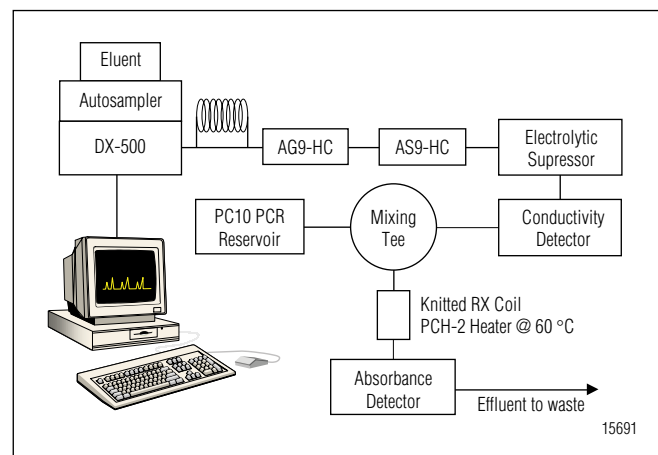 Eluent
Autosampler
DX-500
AG9-HC
AS9-HC
Electrolytic
Supressor
PC10 PCR
Reservoir
Mixing
Tee
Conductivity
Detector
Knitted RX Coil
PCH-2 Heater @ 60 °C
Absorbance
Detector
Effluent to waste
15691